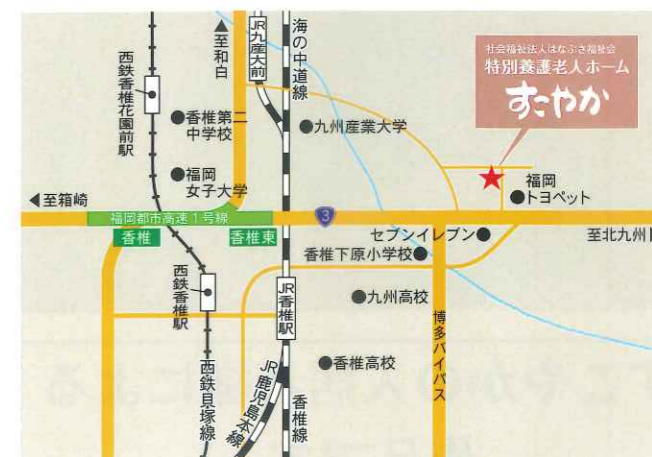 社会福祉法人はなぶさ福祉会
特別養護老人ホーム
すこやか
▲至和白
JR九産大前
海の中道線
西鉄香椎花園前駅
香椎第二
中学校
九州産業大学
福岡
女子大学
福岡
トヨペット
◀至箱崎
福岡都市高速1号線
3
香椎
香椎東
セブンイレブン
至北九州
香椎下原小学校
西鉄香椎駅
JR香椎駅
九州高校
博多バイパス
香椎高校
西鉄貝塚線
JR鹿児島本線
香椎線